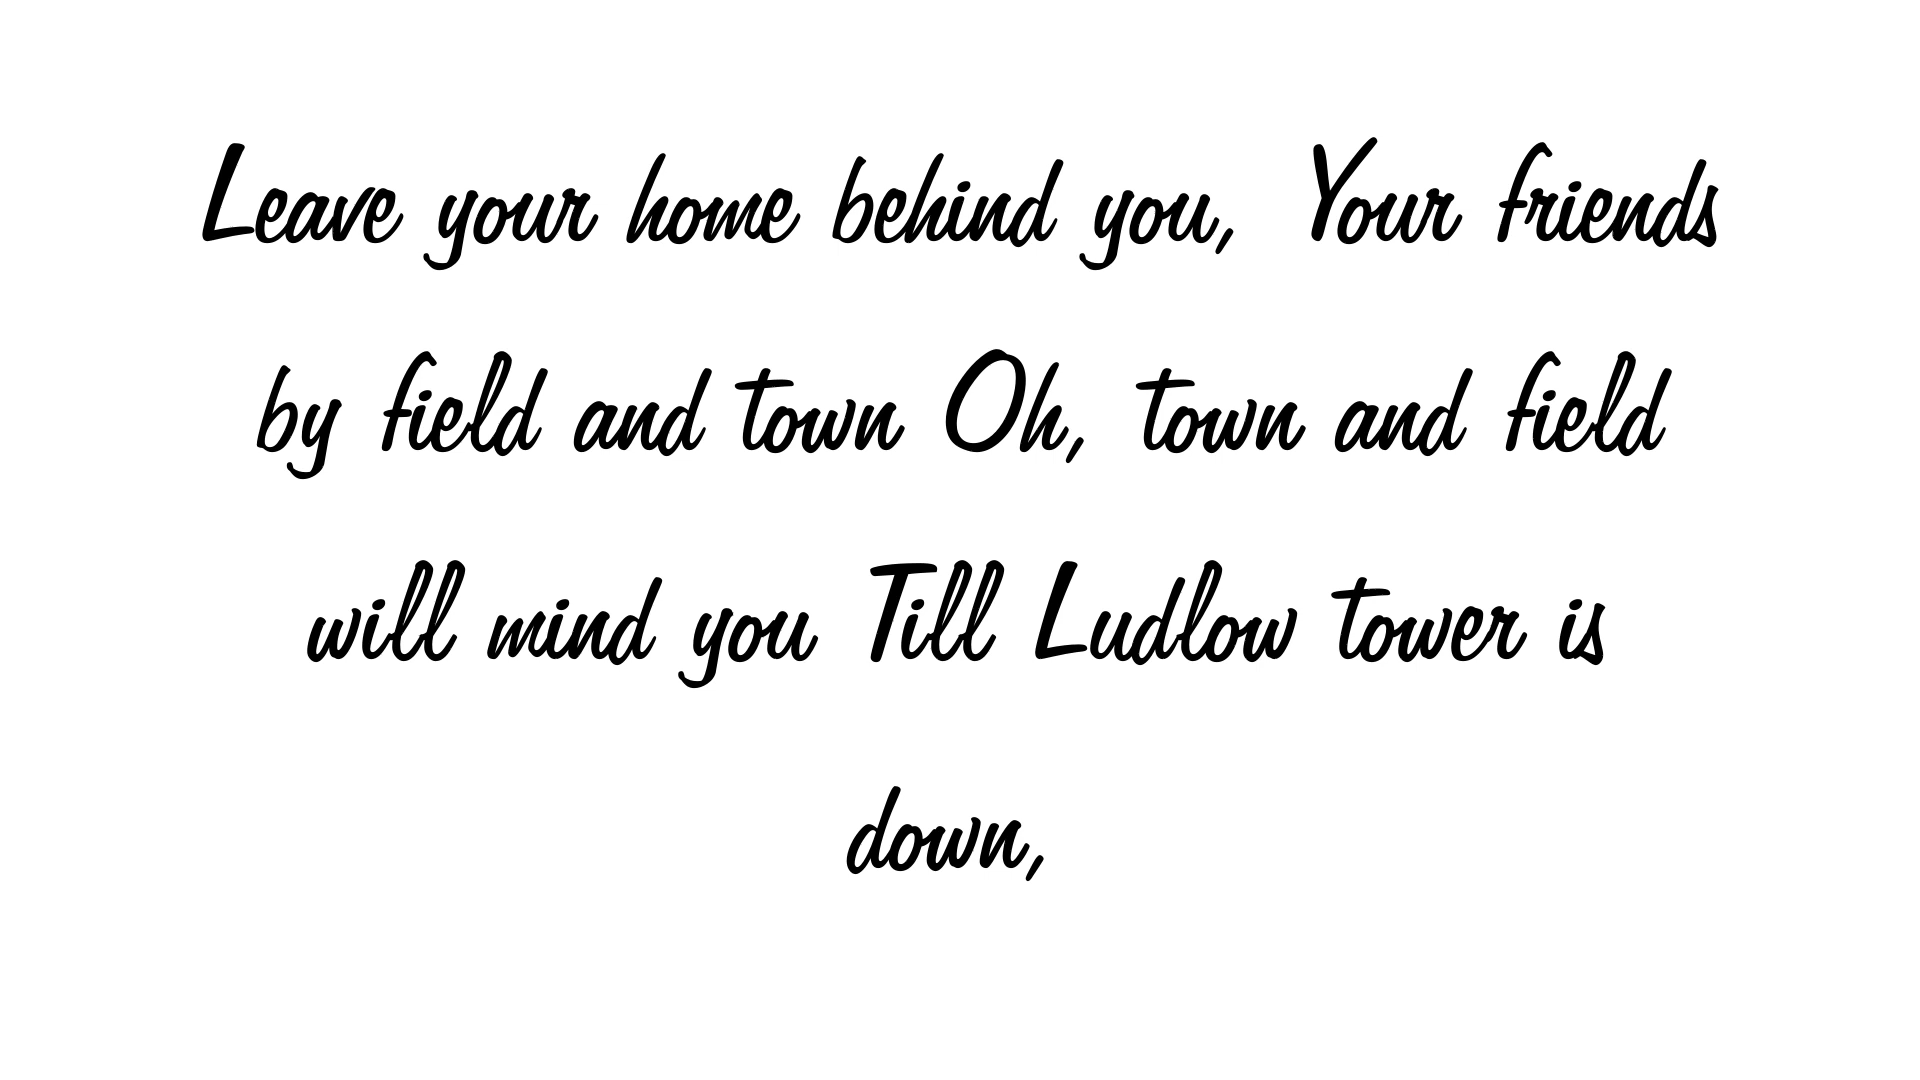 Leave your home behind you, Your friends
by field and town Oh, town and field
will mind you Till Ludlow tower is
down,